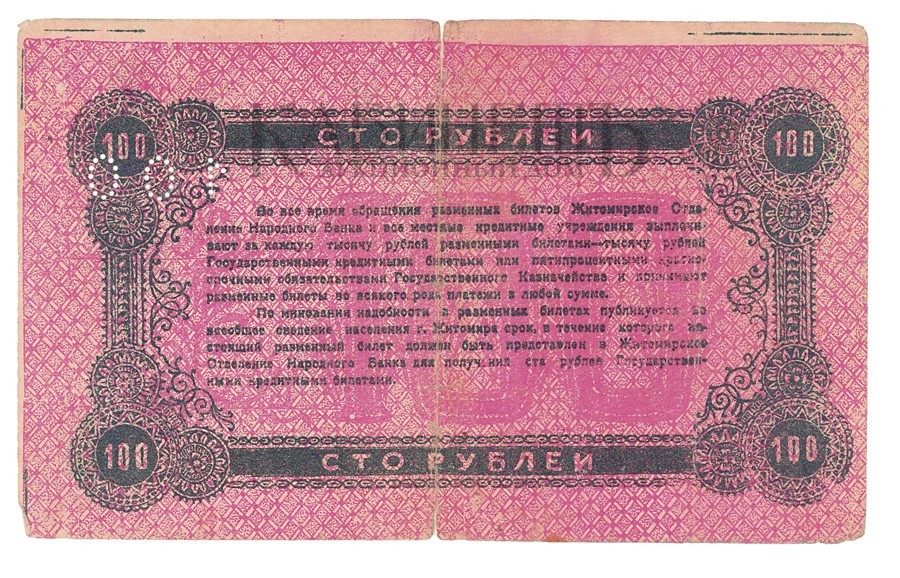 100
СТО РУБЛЕЙ
100
Во все время обращения разменных билетов Житомирское Отде-
ление Народного Банка и все местные кредитные учреждения выплачи-
вают за каждую тысячу рублей разменными билетами—тысячу рублей
Государственными кредитными билетами или пятипроцентными кратко-
срочными обязательствами Государственного Казначейства и принимают
разменные билеты во всякого рода платежи в любой сумме.
По миновании надобности в разменных билетах публикуется во
всеобщее сведение населения г. Житомира срок, в течение которого на-
стоящий разменный билет должен быть представлен в Житомирское
Отделение Народного Банка для получения ста рублей Государствен-
ными кредитными билетами.
100
СТО РУБЛЕЙ
100